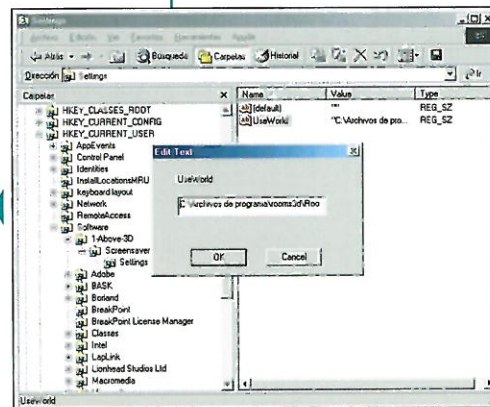 Settings
Archivo Edición Ver Favoritos Herramientas Ayuda
Atrás Búsqueda Carpetas Historial
Dirección Settings Ir
Carpetas
Name Value Type
HKEY_CLASSES_ROOT
HKEY_CURRENT_CONFIG
HKEY_CURRENT_USER
AppEvents
Control Panel
Identities
InstallLocationsMRU
keyboard layout
Network
RemoteAccess
Software
1-Above-3D
Screensaver
Settings
Adobe
BASK
Borland
BreakPoint
BreakPoint License Manager
Classes
Intel
LapLink
Lionhead Studios Ltd
Macromedia
(default) "" REG_SZ
UseWorld "C:\Archivos de pro... REG_SZ
Edit Text
UseWorld
C:\Archivos de programa\rooms3d\Roo
OK Cancel
UseWorld